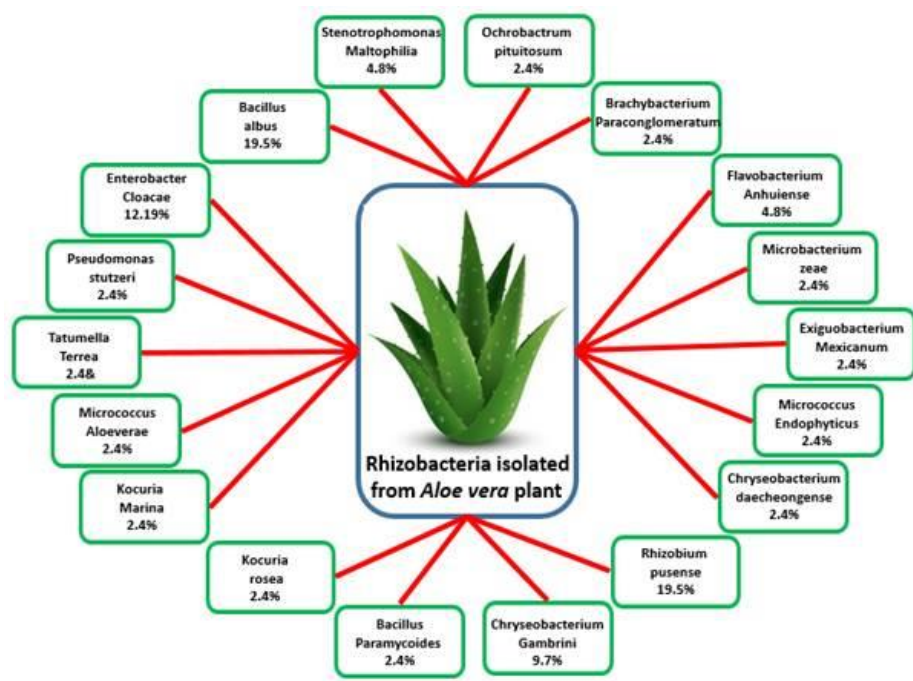 Stenotrophomonas
Maltophilia
4.8%
Ochrobactrum
pituitosum
2.4%
Bacillus
albus
19.5%
Brachybacterium
Paraconglomeratum
2.4%
Enterobacter
Cloacae
12.19%
Flavobacterium
Anhuiense
4.8%
Pseudomonas
stutzeri
2.4%
Microbacterium
zeae
2.4%
Tatumella
Terrea
2.4&
Exiguobacterium
Mexicanum
2.4%
Micrococcus
Aloeverae
2.4%
Micrococcus
Endophyticus
2.4%
Rhizobacteria isolated
from Aloe vera plant
Kocuria
Marina
2.4%
Chryseobacterium
daecheongense
2.4%
Kocuria
rosea
2.4%
Rhizobium
pusense
19.5%
Bacillus
Paramycoides
2.4%
Chryseobacterium
Gambrini
9.7%